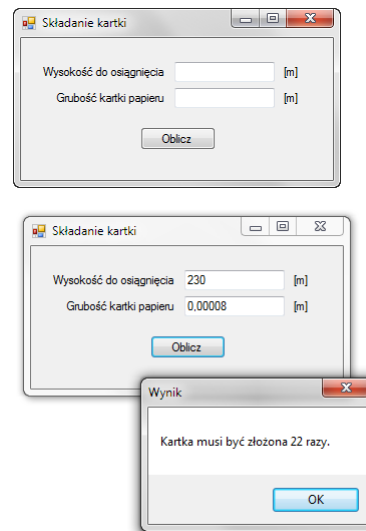 Składanie kartki
Wysokość do osiągnięcia [m]
Grubość kartki papieru [m]
Oblicz
Składanie kartki
Wysokość do osiągnięcia 230 [m]
Grubość kartki papieru 0,00008 [m]
Oblicz
Wynik
Kartka musi być złożona 22 razy.
OK